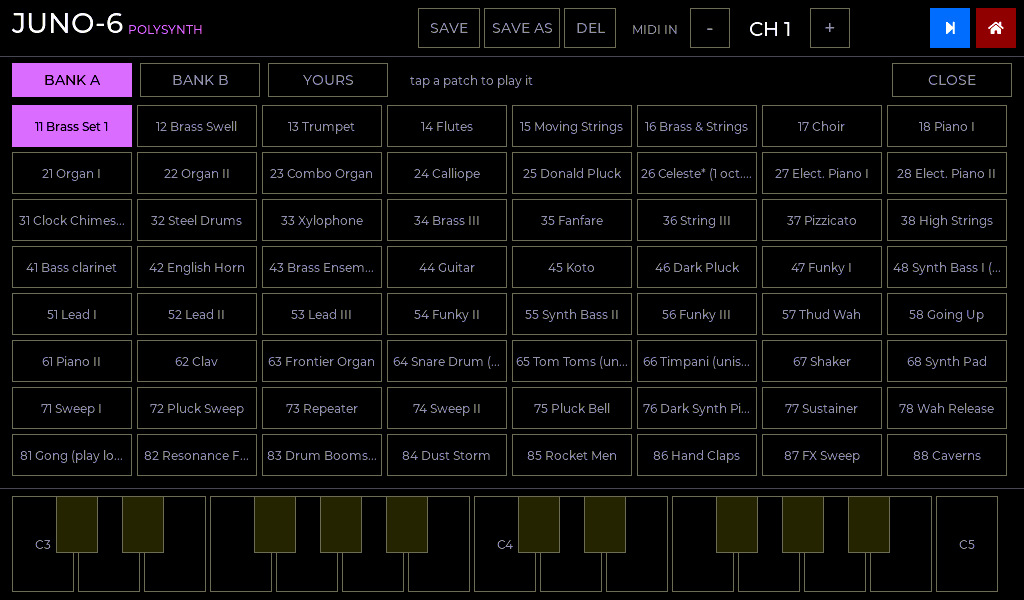 JUNO-6 POLYSYNTH SAVE SAVE AS DEL MIDI IN - CH 1 +
BANK A BANK B YOURS tap a patch to play it CLOSE
11 Brass Set 1 12 Brass Swell 13 Trumpet 14 Flutes 15 Moving Strings 16 Brass & Strings 17 Choir 18 Piano I
21 Organ I 22 Organ II 23 Combo Organ 24 Calliope 25 Donald Pluck 26 Celeste* (1 oct.... 27 Elect. Piano I 28 Elect. Piano II
31 Clock Chimes... 32 Steel Drums 33 Xylophone 34 Brass III 35 Fanfare 36 String III 37 Pizzicato 38 High Strings
41 Bass clarinet 42 English Horn 43 Brass Ensem... 44 Guitar 45 Koto 46 Dark Pluck 47 Funky I 48 Synth Bass I (...
51 Lead I 52 Lead II 53 Lead III 54 Funky II 55 Synth Bass II 56 Funky III 57 Thud Wah 58 Going Up
61 Piano II 62 Clav 63 Frontier Organ 64 Snare Drum (... 65 Tom Toms (un... 66 Timpani (unis... 67 Shaker 68 Synth Pad
71 Sweep I 72 Pluck Sweep 73 Repeater 74 Sweep II 75 Pluck Bell 76 Dark Synth Pi... 77 Sustainer 78 Wah Release
81 Gong (play lo... 82 Resonance F... 83 Drum Booms... 84 Dust Storm 85 Rocket Men 86 Hand Claps 87 FX Sweep 88 Caverns
C3 C4 C5